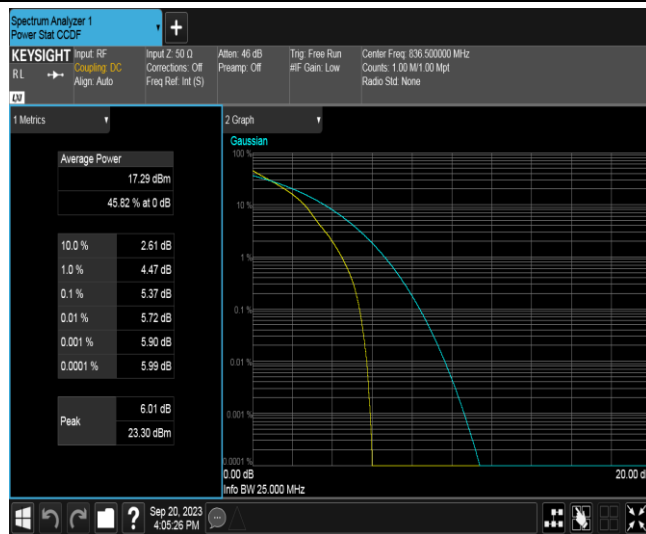 Spectrum Analyzer 1
Power Stat CCDF
+
KEYSIGHT
RL
LXI
Input: RF
Coupling: DC
Align: Auto
Input Z: 50 Ω
Corrections: Off
Freq Ref: Int (S)
Atten: 46 dB
Preamp: Off
Trig: Free Run
#IF Gain: Low
Center Freq: 836.500000 MHz
Counts: 1.00 M/1.00 Mpt
Radio Std: None
1 Metrics
Average Power
17.29 dBm
45.82 % at 0 dB
10.0 % 2.61 dB
1.0 % 4.47 dB
0.1 % 5.37 dB
0.01 % 5.72 dB
0.001 % 5.90 dB
0.0001 % 5.99 dB
Peak
6.01 dB
23.30 dBm
2 Graph
Gaussian
100 %
10 %
1 %
0.1 %
0.01 %
0.001 %
0.0001 %
0.00 dB
20.00 d
Info BW 25.000 MHz
?
Sep 20, 2023
4:05:26 PM